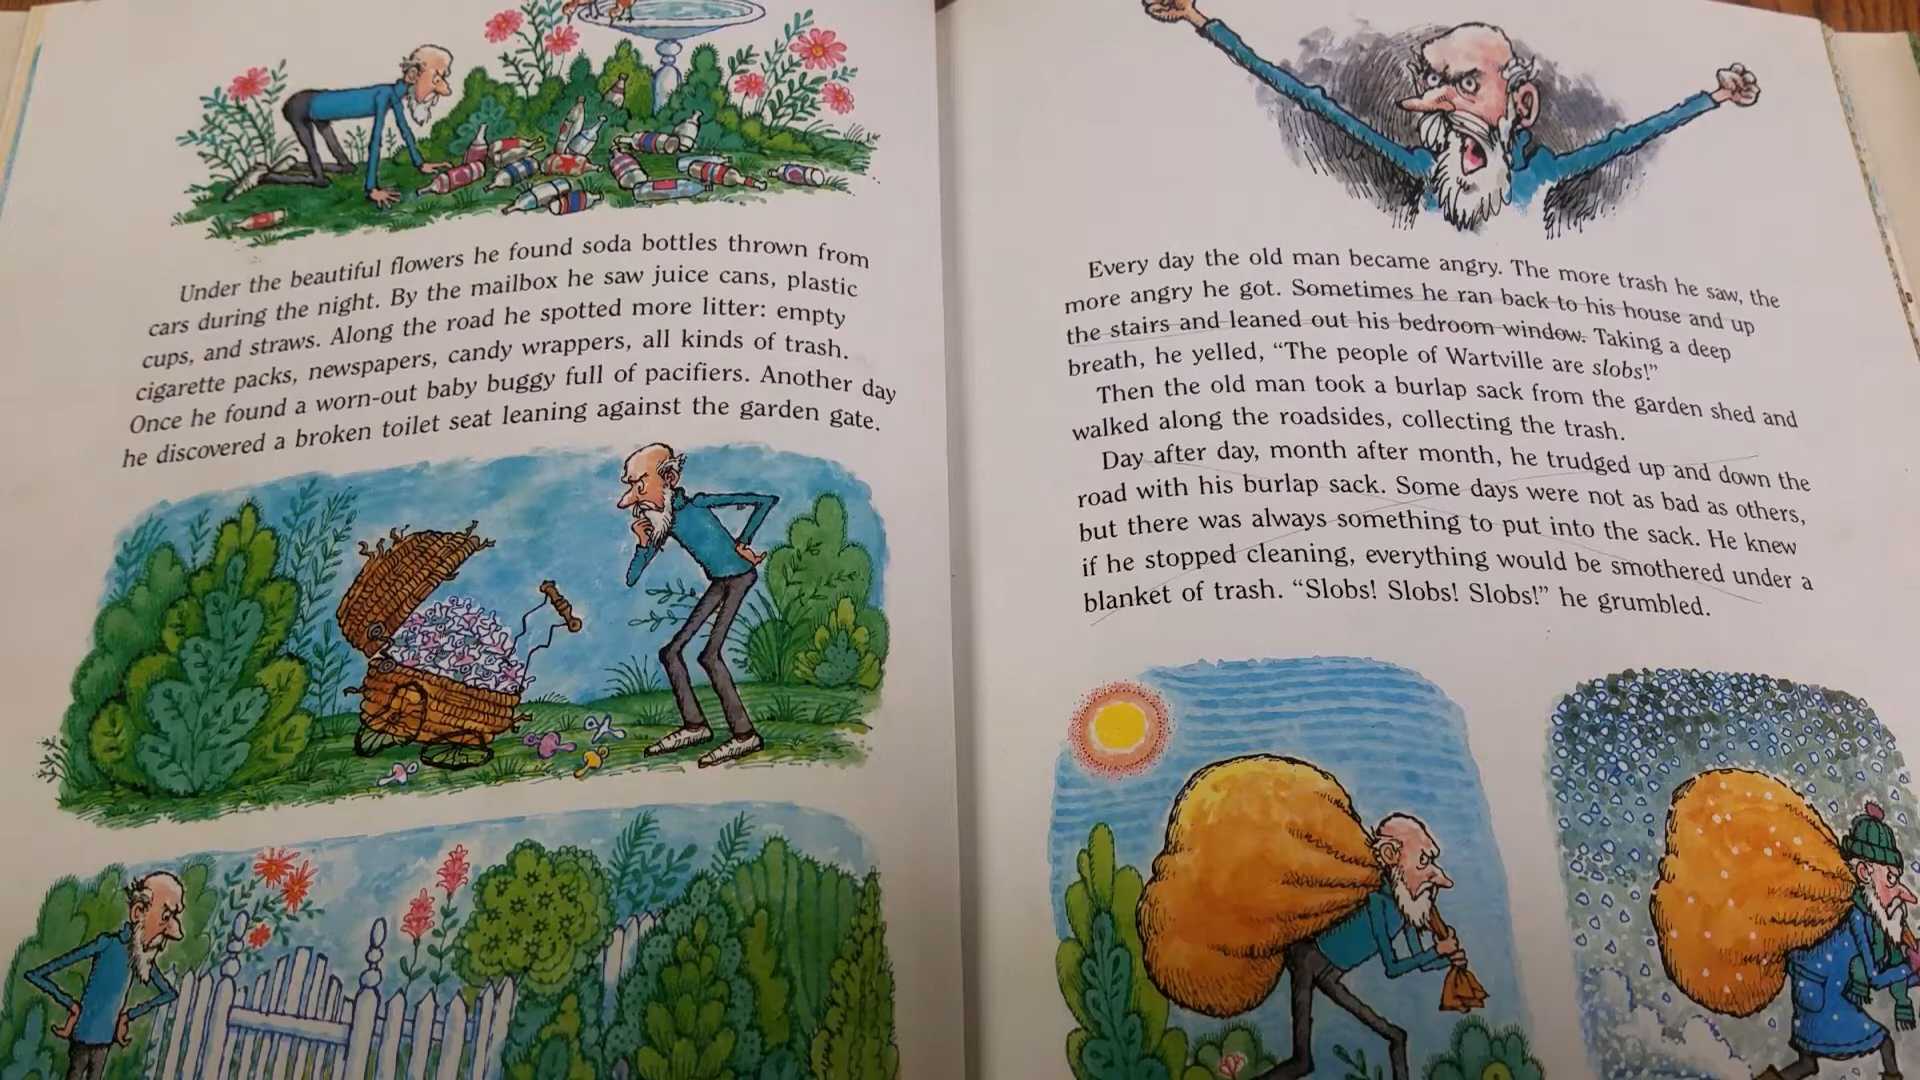 Under the beautiful flowers he found soda bottles thrown from
cars during the night. By the mailbox he saw juice cans, plastic
cups, and straws. Along the road he spotted more litter: empty
cigarette packs, newspapers, candy wrappers, all kinds of trash.
Once he found a worn-out baby buggy full of pacifiers. Another day
he discovered a broken toilet seat leaning against the garden gate.
Every day the old man became angry. The more trash he saw, the
more angry he got. Sometimes he ran back to his house and up
the stairs and leaned out his bedroom window. Taking a deep
breath, he yelled, “The people of Wartville are slobs!”
Then the old man took a burlap sack from the garden shed and
walked along the roadsides, collecting the trash.
Day after day, month after month, he trudged up and down the
road with his burlap sack. Some days were not as bad as others,
but there was always something to put into the sack. He knew
if he stopped cleaning, everything would be smothered under a
blanket of trash. “Slobs! Slobs! Slobs!” he grumbled.